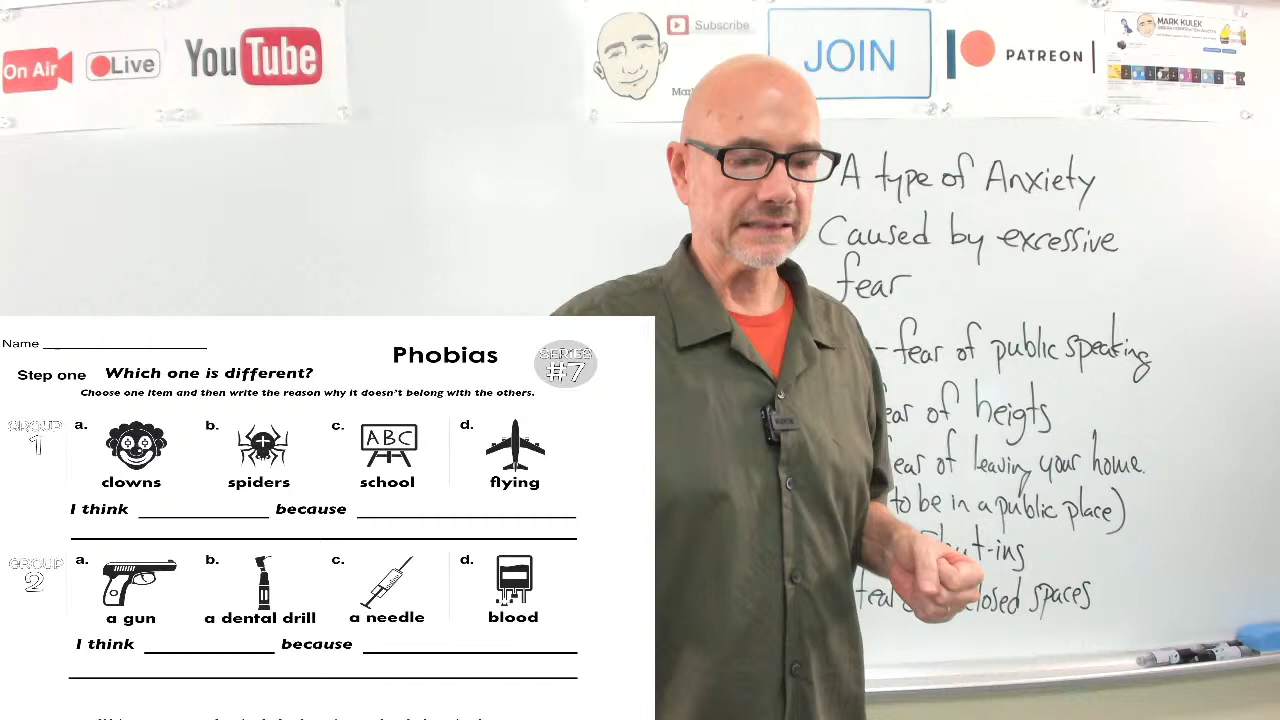 On Air
Live
YouTube
Subscribe
JOIN
PATREON
MARK KULEK
A type of Anxiety
Caused by excessive
fear
- fear of public speaking
ear of heigts
ear of leaving your home.
to be in a public place)
ut-ins
fear closed spaces
Name
Phobias
SERIES
#7
Step one Which one is different?
Choose one item and then write the reason why it doesn't belong with the others.
GROUP
1
a. b. c. d.
ABC
clowns spiders school flying
I think because
GROUP
2
a. b. c. d.
a gun a dental drill a needle blood
I think because